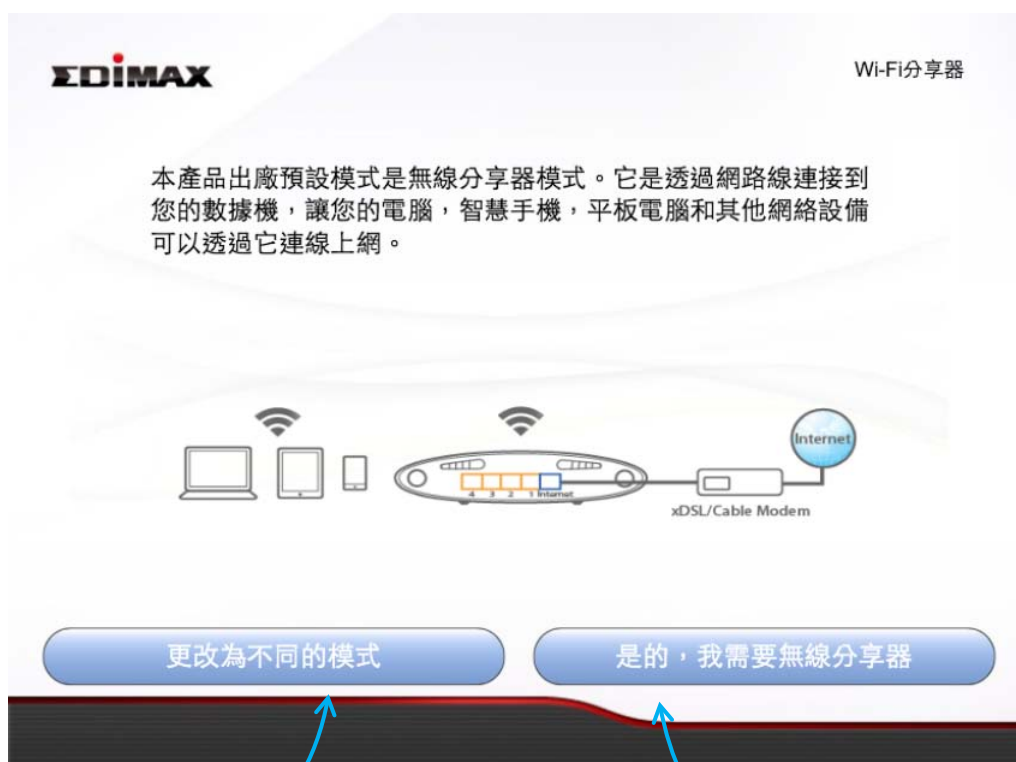 EDIMAX
Wi-Fi分享器
本產品出廠預設模式是無線分享器模式。它是透過網路線連接到
您的數據機，讓您的電腦，智慧手機，平板電腦和其他網絡設備
可以透過它連線上網。
Internet
4 3 2 1 Internet
xDSL/Cable Modem
更改為不同的模式
是的，我需要無線分享器